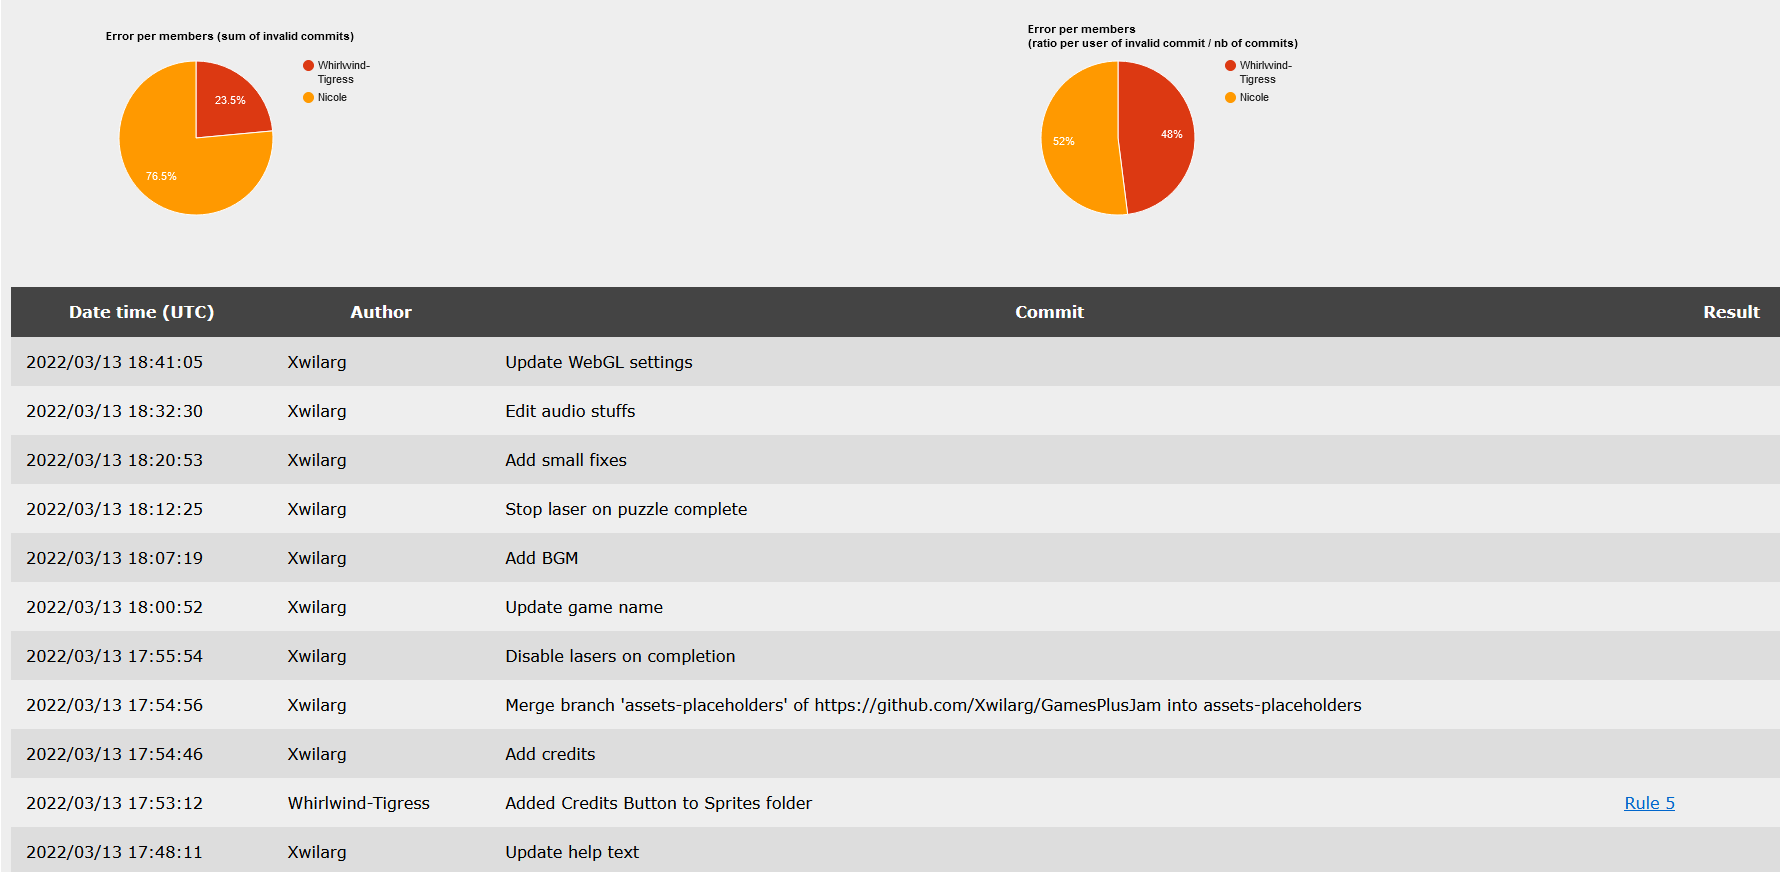 Error per members (sum of invalid commits)
Whirlwind-
Tigress
Nicole
23.5%
76.5%
Error per members
(ratio per user of invalid commit / nb of commits)
Whirlwind-
Tigress
Nicole
48%
52%
Date time (UTC) Author Commit Result
2022/03/13 18:41:05 Xwilarg Update WebGL settings
2022/03/13 18:32:30 Xwilarg Edit audio stuffs
2022/03/13 18:20:53 Xwilarg Add small fixes
2022/03/13 18:12:25 Xwilarg Stop laser on puzzle complete
2022/03/13 18:07:19 Xwilarg Add BGM
2022/03/13 18:00:52 Xwilarg Update game name
2022/03/13 17:55:54 Xwilarg Disable lasers on completion
2022/03/13 17:54:56 Xwilarg Merge branch 'assets-placeholders' of https://github.com/Xwilarg/GamesPlusJam into assets-placeholders
2022/03/13 17:54:46 Xwilarg Add credits
2022/03/13 17:53:12 Whirlwind-Tigress Added Credits Button to Sprites folder Rule 5
2022/03/13 17:48:11 Xwilarg Update help text